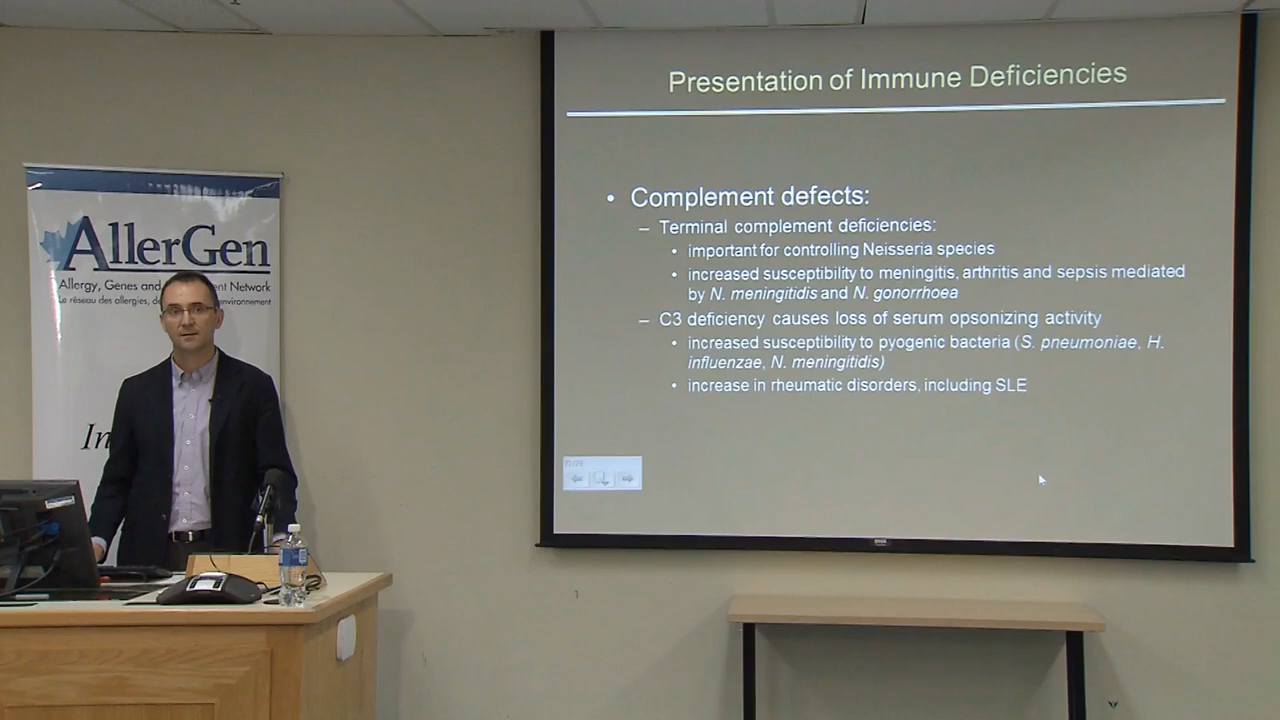 Presentation of Immune Deficiencies
• Complement defects:
– Terminal complement deficiencies:
• important for controlling Neisseria species
• increased susceptibility to meningitis, arthritis and sepsis mediated
by N. meningitidis and N. gonorrhoea
– C3 deficiency causes loss of serum opsonizing activity
• increased susceptibility to pyogenic bacteria (S. pneumoniae, H.
influenzae, N. meningitidis)
• increase in rheumatic disorders, including SLE
AllerGen
Allergy, Genes and Network
Le réseau des allergies, environnement